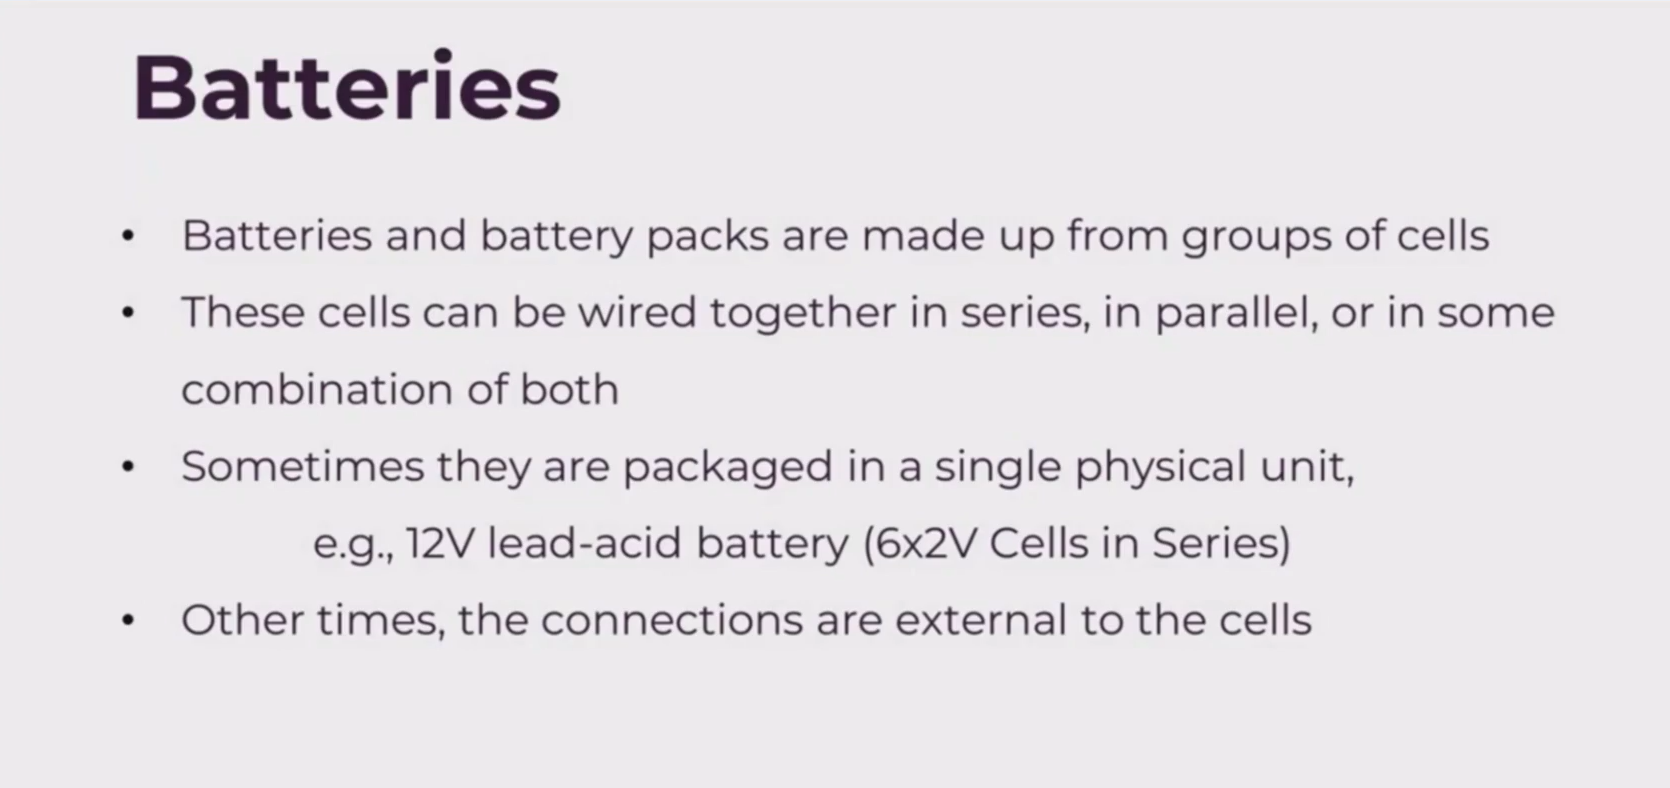 Batteries
• Batteries and battery packs are made up from groups of cells
• These cells can be wired together in series, in parallel, or in some
combination of both
• Sometimes they are packaged in a single physical unit,
e.g., 12V lead-acid battery (6x2V Cells in Series)
• Other times, the connections are external to the cells